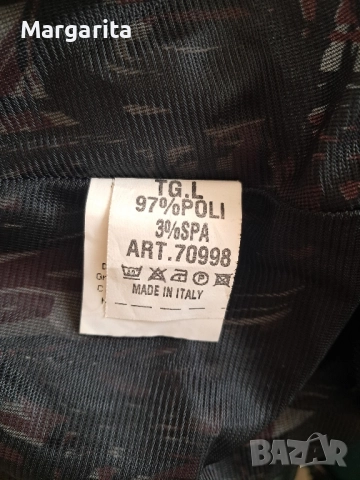 Margarita
TG.L
97%POLI
3%SPA
ART.70998
MADE IN ITALY
BAZAR